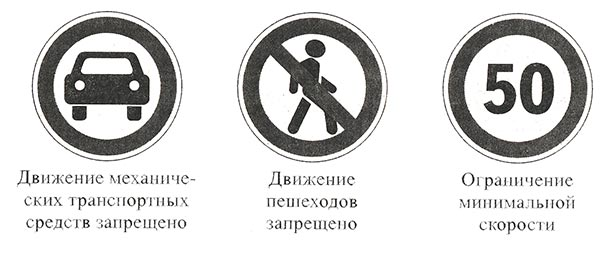 50
Движение механиче-
ских транспортных
средств запрещено
Движение
пешеходов
запрещено
Ограничение
минимальной
скорости